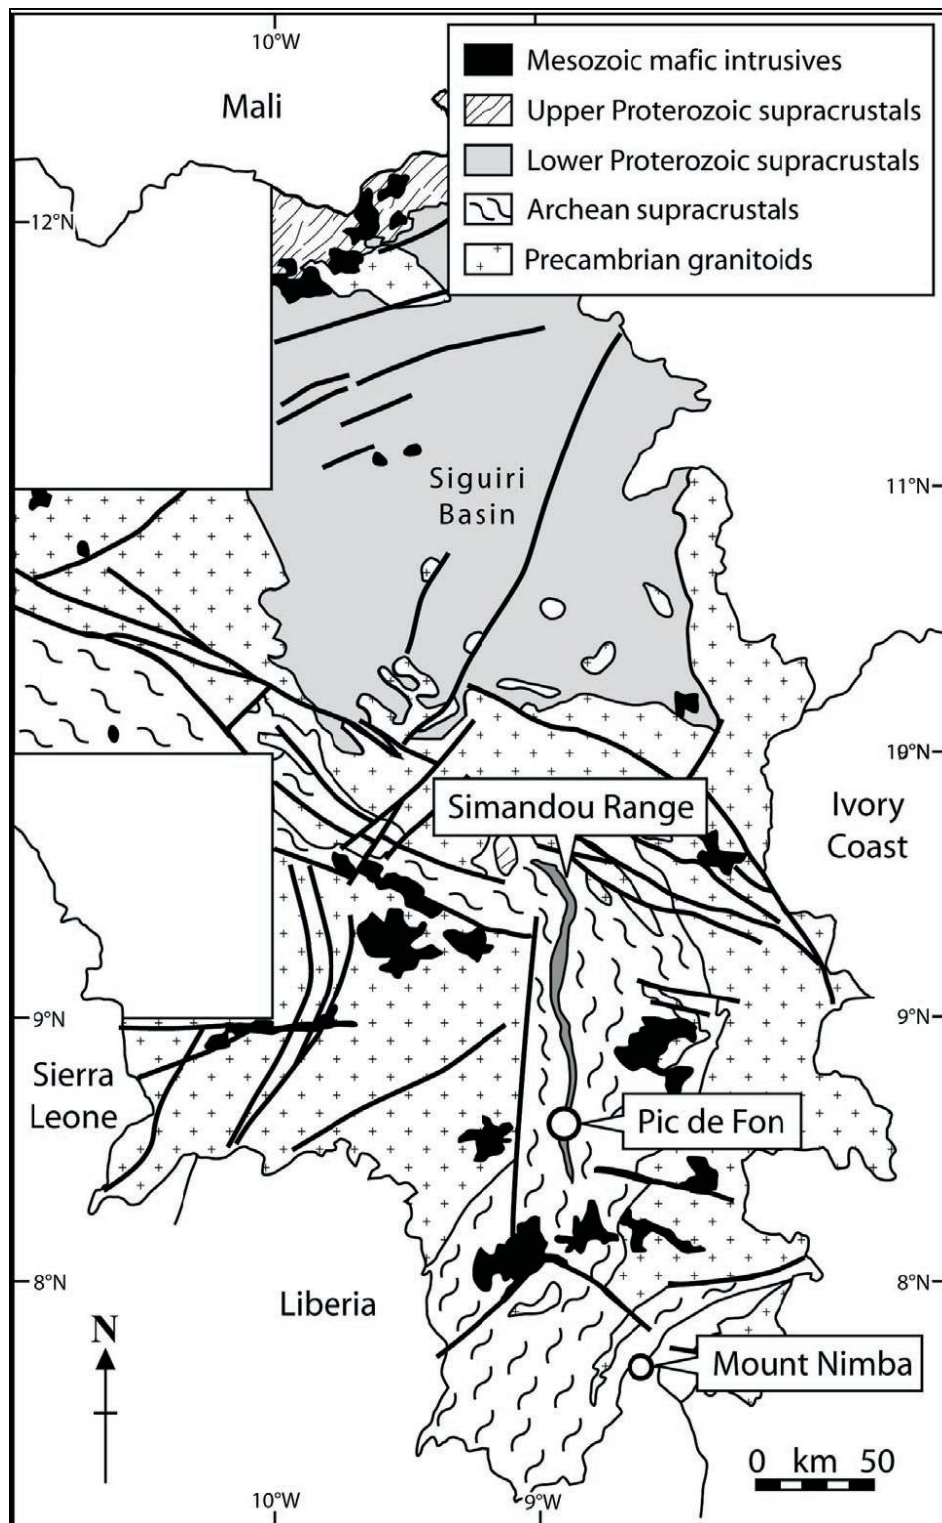 10°W
Mesozoic mafic intrusives
Mali
Upper Proterozoic supracrustals
Lower Proterozoic supracrustals
12°N
Archean supracrustals
Precambrian granitoids
Siguiri
Basin
11°N
10°N
Simandou Range
Ivory
Coast
9°N
9°N
Sierra
Leone
Pic de Fon
8°N
8°N
Liberia
N
Mount Nimba
0 km 50
10°W
9°W